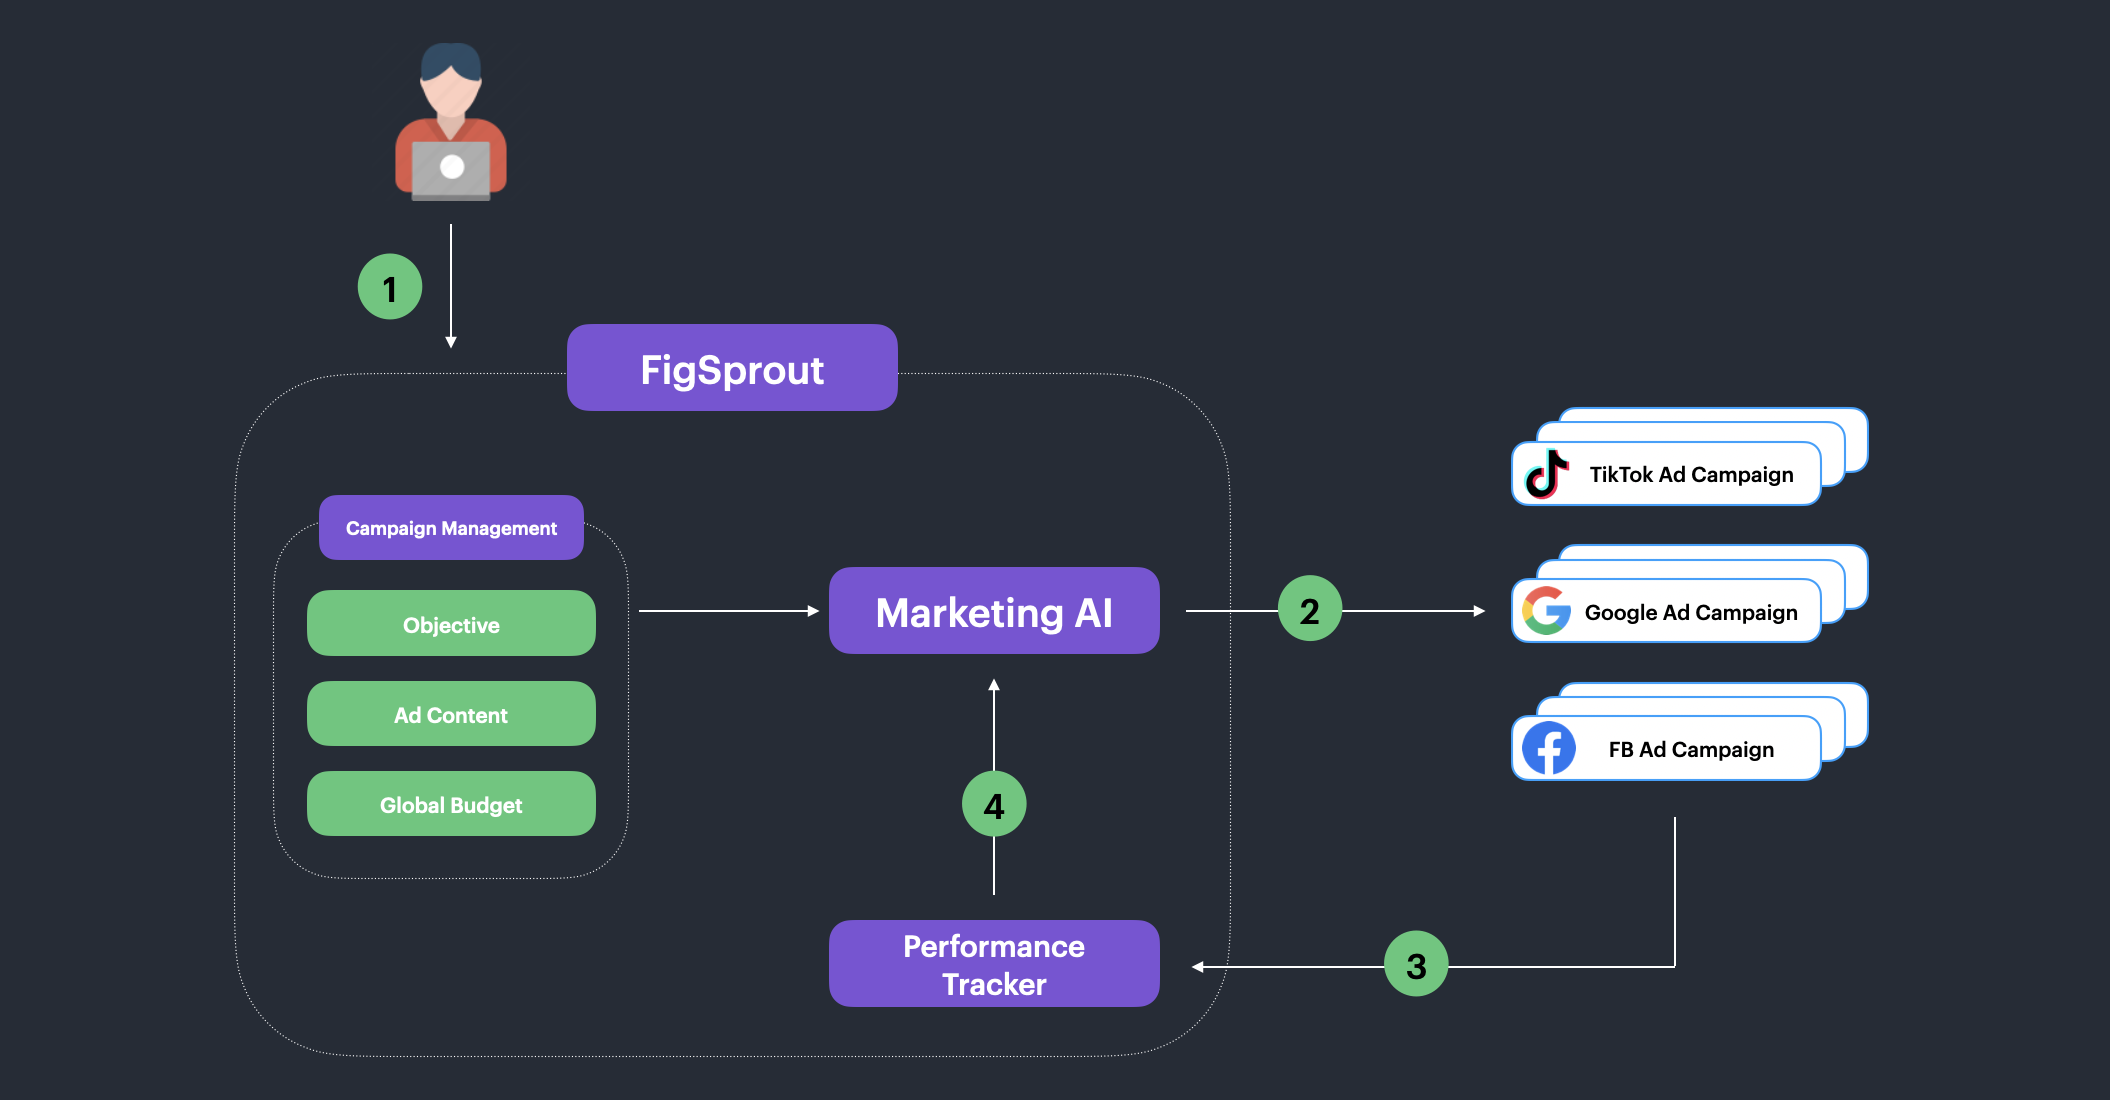 1
FigSprout
Campaign Management
Objective
Ad Content
Global Budget
Marketing AI
2
TikTok Ad Campaign
Google Ad Campaign
FB Ad Campaign
4
Performance
Tracker
3